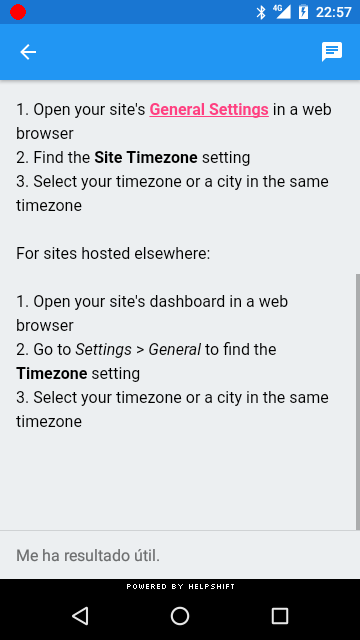 4G 22:57
1. Open your site's General Settings in a web
browser
2. Find the Site Timezone setting
3. Select your timezone or a city in the same
timezone
For sites hosted elsewhere:
1. Open your site's dashboard in a web
browser
2. Go to Settings > General to find the
Timezone setting
3. Select your timezone or a city in the same
timezone
Me ha resultado útil.
POWERED BY HELPSHIFT